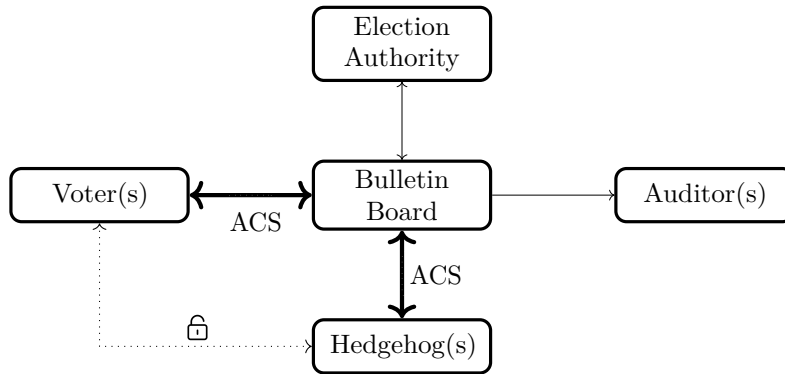 Election
Authority
Voter(s)
Bulletin
Board
Auditor(s)
ACS
ACS
Hedgehog(s)